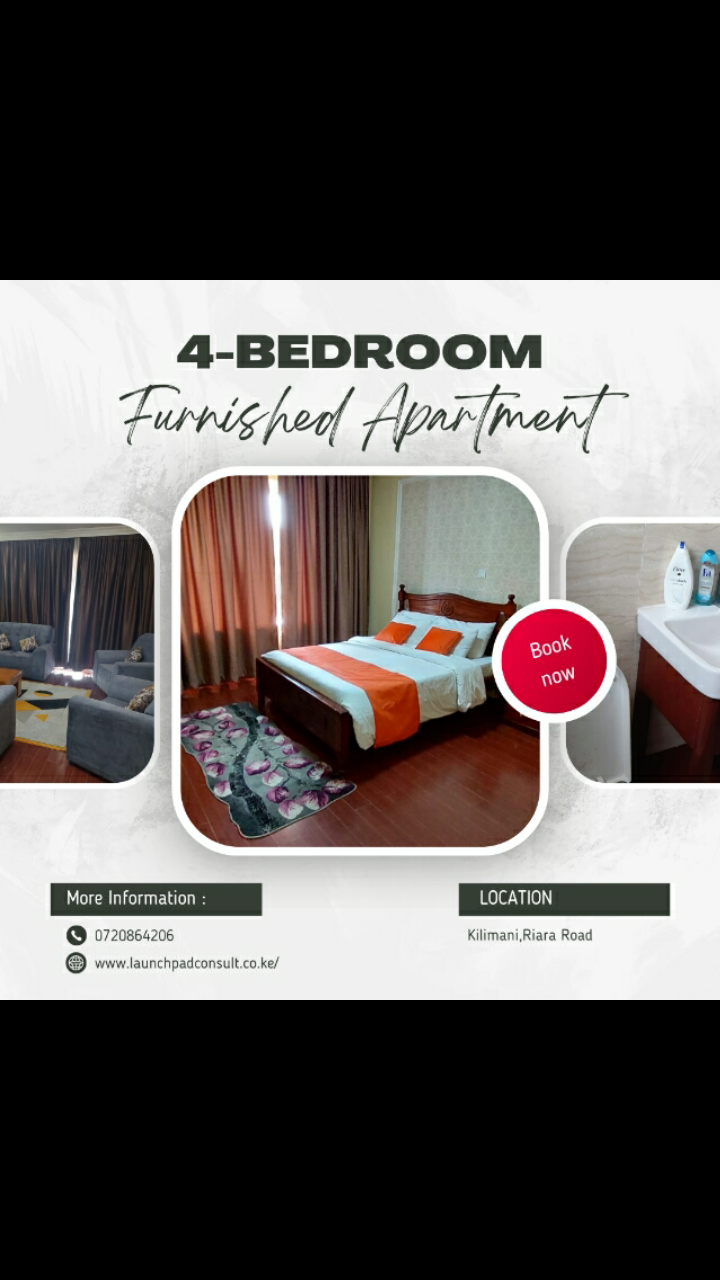 4-BEDROOM
Furnished Apartment
Book
now
More Information :
0720864206
www.launchpadconsult.co.ke/
LOCATION
Kilimani,Riara Road